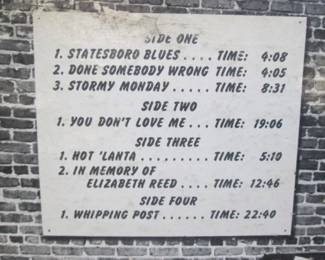 SIDE ONE
1. STATESBORO BLUES .... TIME: 4:08
2. DONE SOMEBODY WRONG TIME: 4:05
3. STORMY MONDAY ..... TIME: 8:31
SIDE TWO
1. YOU DON'T LOVE ME ... TIME: 19:06
SIDE THREE
1. HOT 'LANTA .......... TIME: 5:10
2. IN MEMORY OF
ELIZABETH REED .... TIME: 12:46
SIDE FOUR
1. WHIPPING POST ...... TIME: 22:40